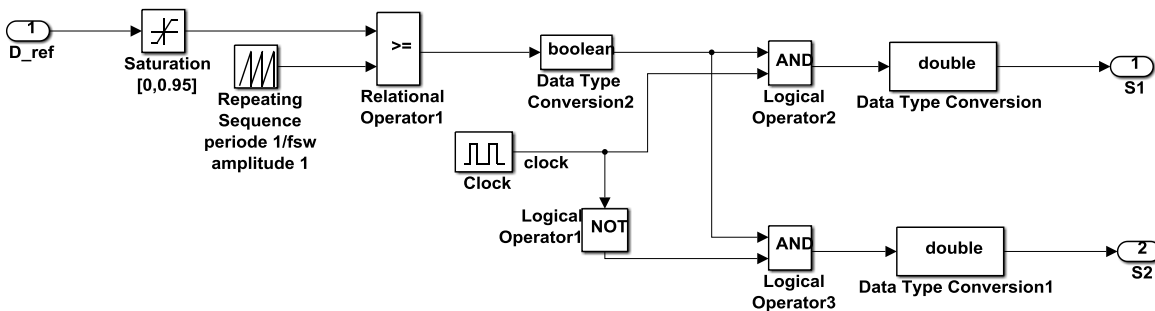 1
D_ref
Saturation
[0,0.95]
Repeating
Sequence
periode 1/fsw
amplitude 1
>=
Relational
Operator1
boolean
Data Type
Conversion2
clock
Clock
Logical
Operator1
NOT
AND
Logical
Operator2
double
Data Type Conversion
1
S1
AND
Logical
Operator3
double
Data Type Conversion1
2
S2